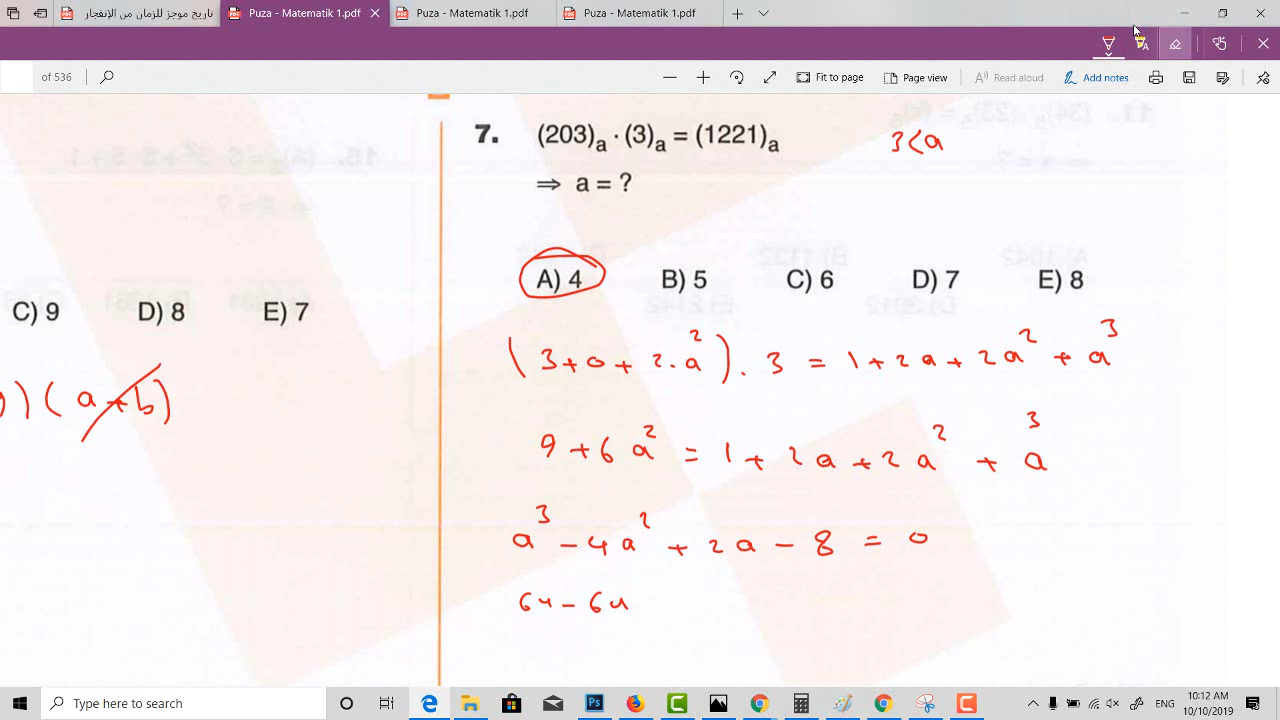 تاريخ موجز للزمان من الانفجار
Puza - Matematik 1.pdf
Puza - Matematik 1.pdf
Puza - Matematik 1.pdf
of 536
Fit to page
Page view
Read aloud
Add notes
7. (203)ₐ · (3)ₐ = (1221)ₐ
3<a
⇒ a = ?
A) 4 B) 5 C) 6 D) 7 E) 8
C) 9 D) 8 E) 7
(3+0+2.a²).3 = 1+2a+2a²+a³
)(a+b)
9+6a² = 1+2a+2a²+a³
a³-4a²+2a-8=0
64-64
Type here to search
ENG
10:12 AM
10/10/2019